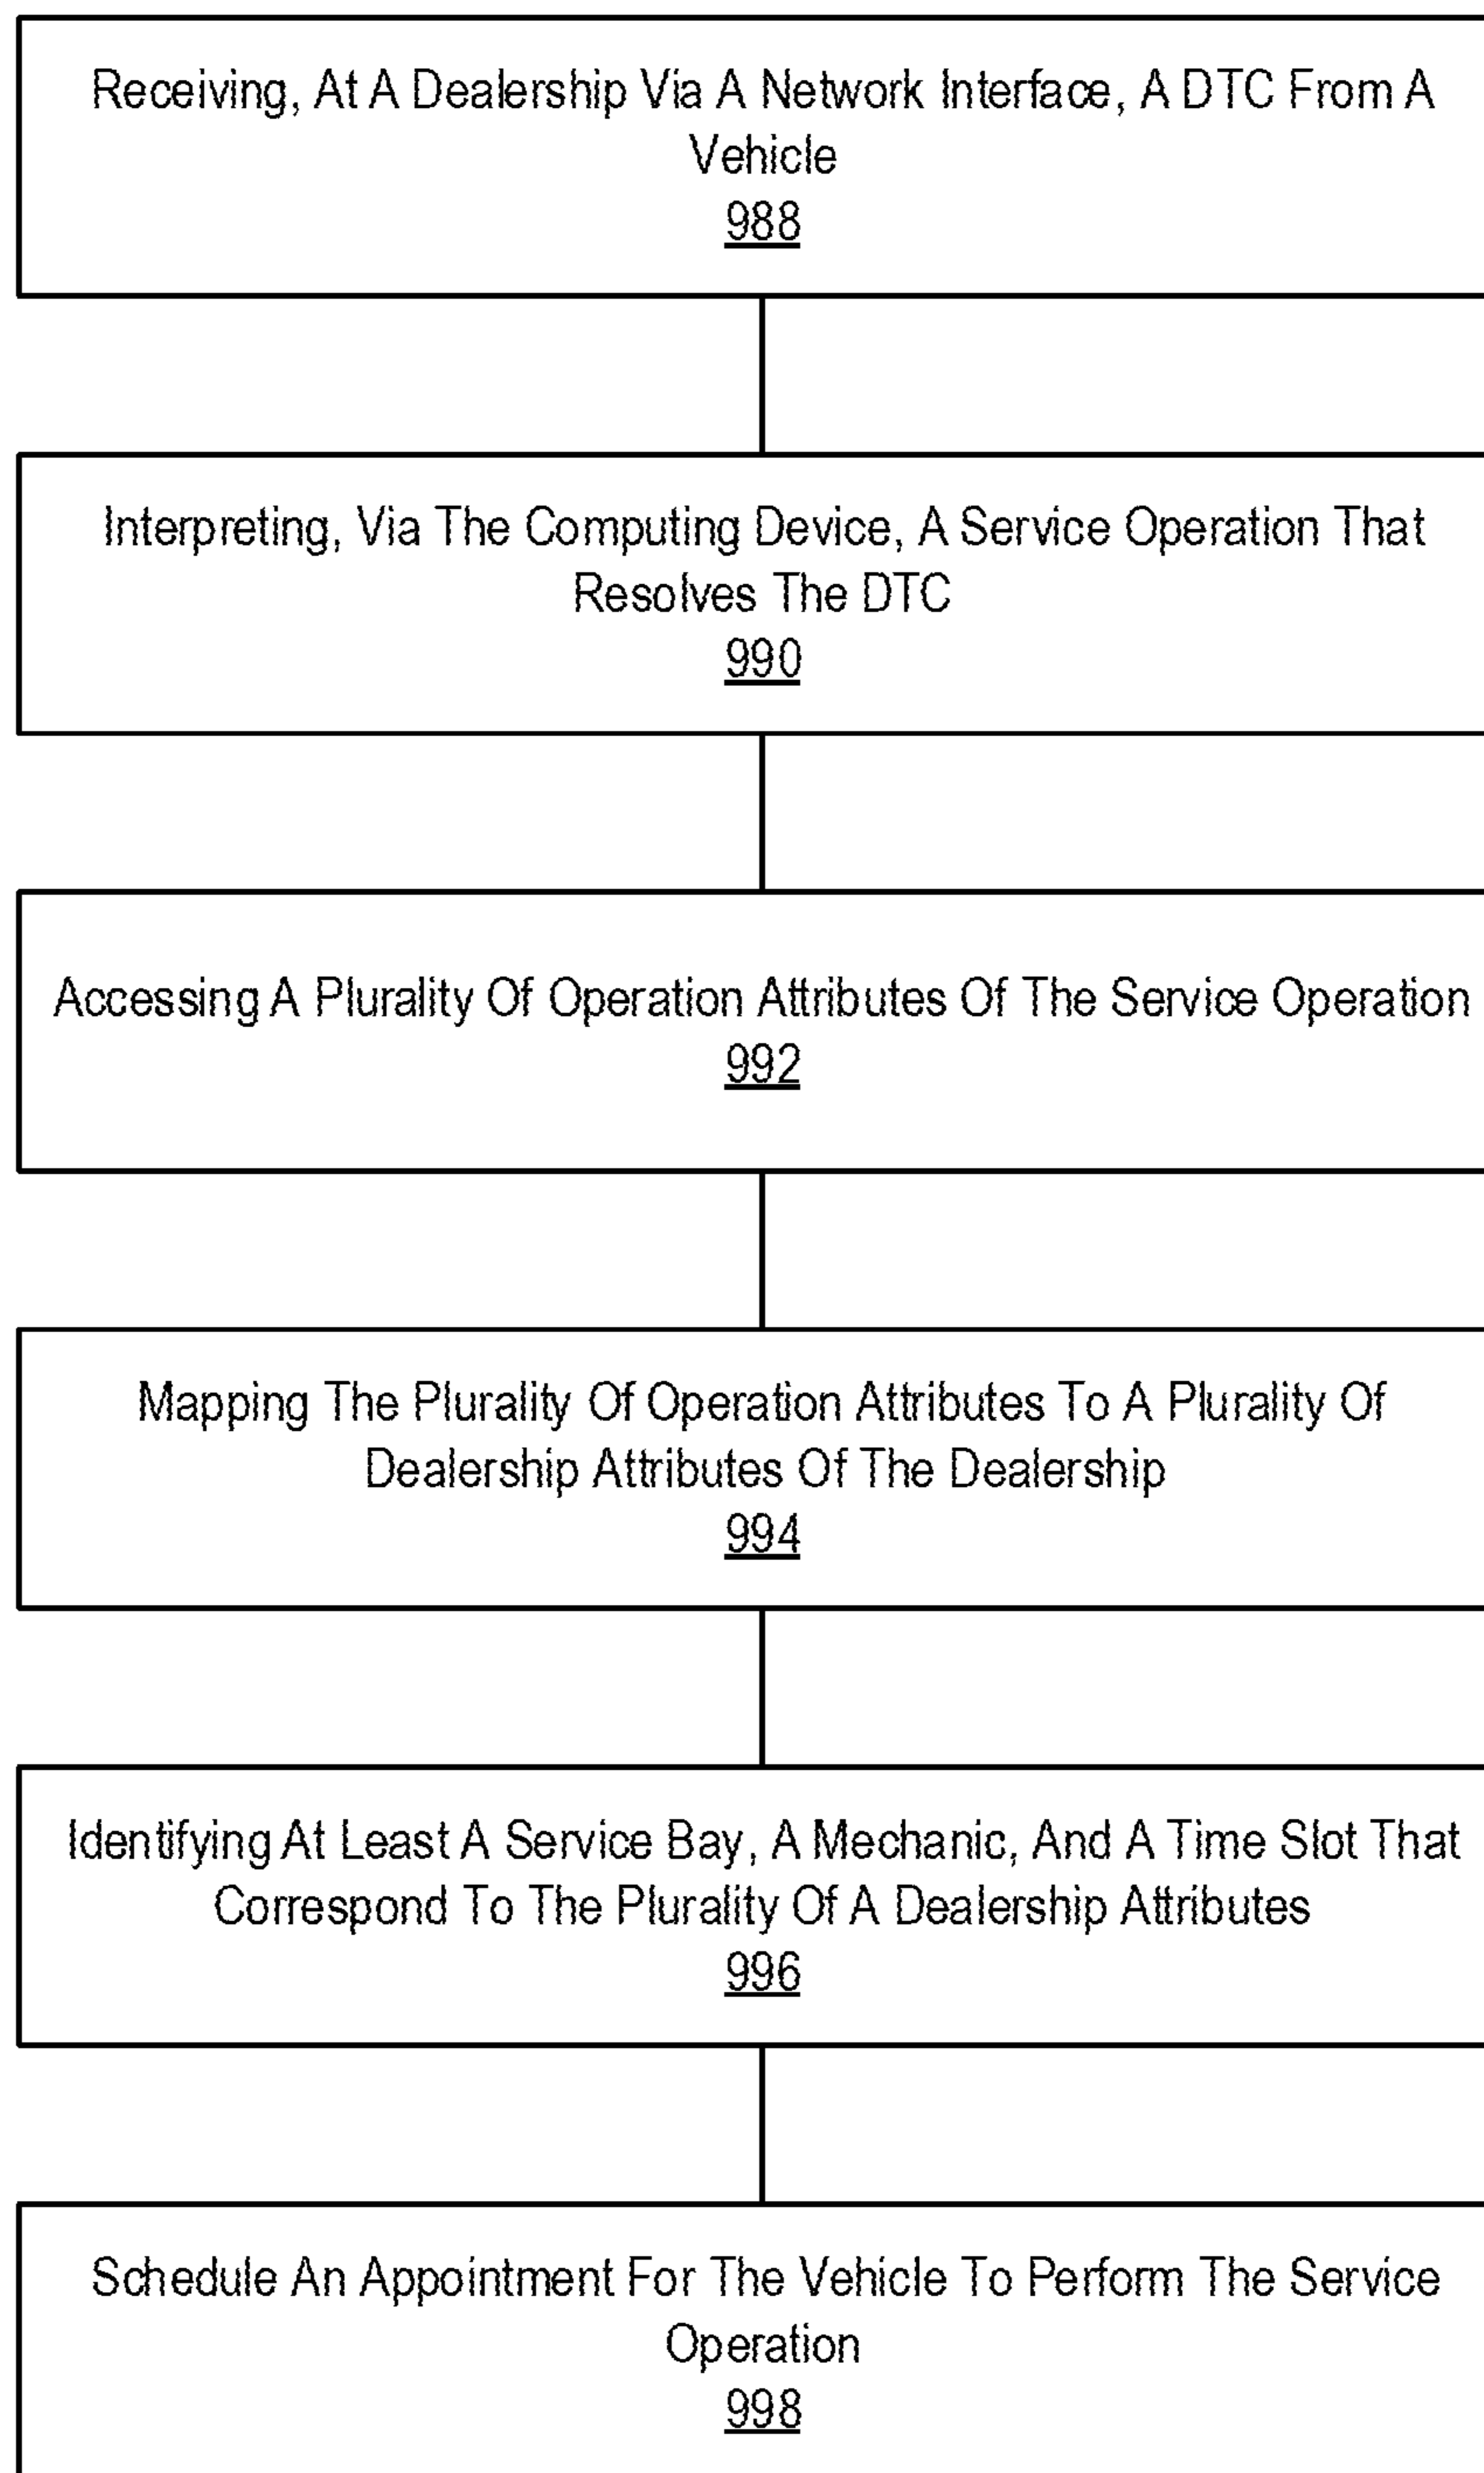 Receiving, At A Dealership Via A Network Interface, A DTC From A
Vehicle
988
Interpreting, Via The Computing Device, A Service Operation That
Resolves The DTC
990
Accessing A Plurality Of Operation Attributes Of The Service Operation
992
Mapping The Plurality Of Operation Attributes To A Plurality Of
Dealership Attributes Of The Dealership
994
Identifying At Least A Service Bay, A Mechanic, And A Time Slot That
Correspond To The Plurality Of A Dealership Attributes
996
Schedule An Appointment For The Vehicle To Perform The Service
Operation
998